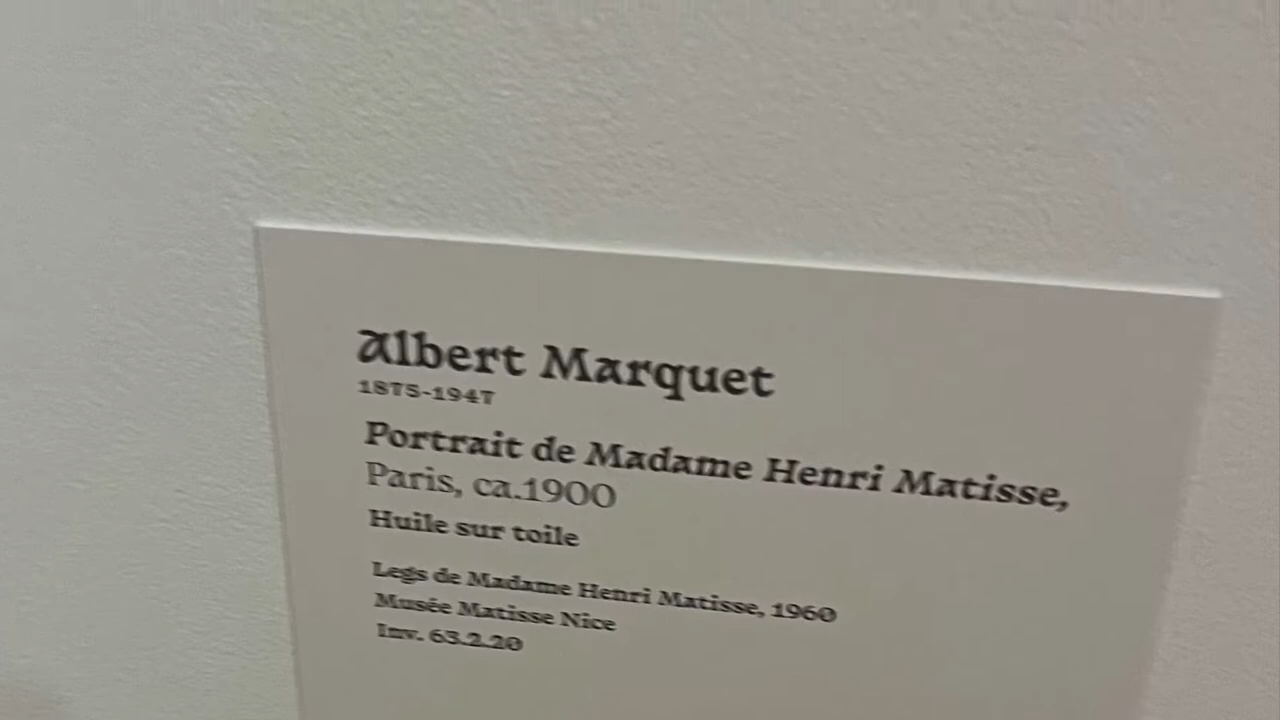 Albert Marquet
1875-1947
Portrait de Madame Henri Matisse,
Paris, ca.1900
Huile sur toile
Legs de Madame Henri Matisse, 1960
Musée Matisse Nice
Inv. 63.2.20